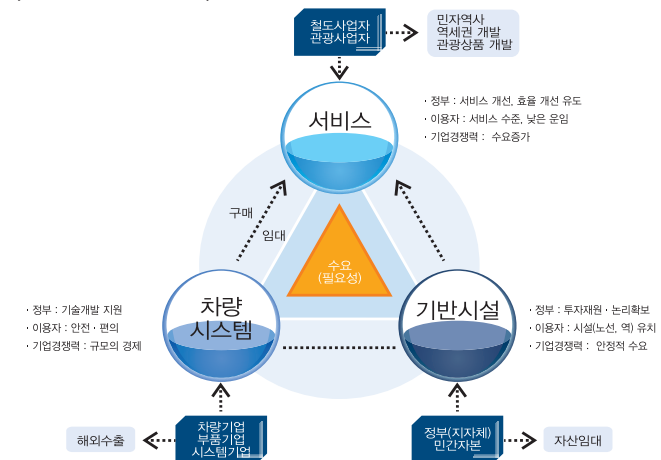 철도사업자
관광사업자
민자역사
역세권 개발
관광상품 개발
서비스
· 정부 : 서비스 개선, 효율 개선 유도
· 이용자 : 서비스 수준, 낮은 운임
· 기업경쟁력 : 수요증가
구매
임대
수요
(필요성)
차량
시스템
기반시설
· 정부 : 기술개발 지원
· 이용자 : 안전 · 편의
· 기업경쟁력 : 규모의 경제
· 정부 : 투자재원 · 논리확보
· 이용자 : 시설(노선, 역) 유치
· 기업경쟁력 : 안정적 수요
해외수출
차량기업
부품기업
시스템기업
정부(지자체)
민간자본
자산임대